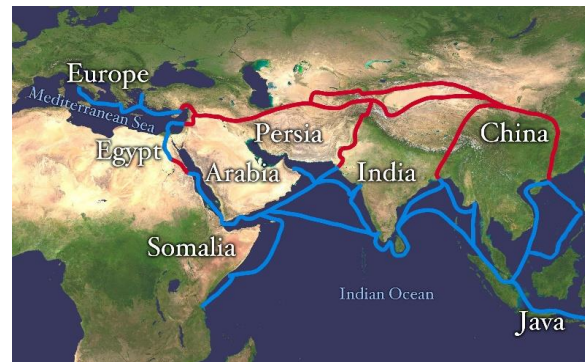 Europe
Mediterranean Sea
Egypt
Persia
China
Arabia
India
Somalia
Indian Ocean
Java